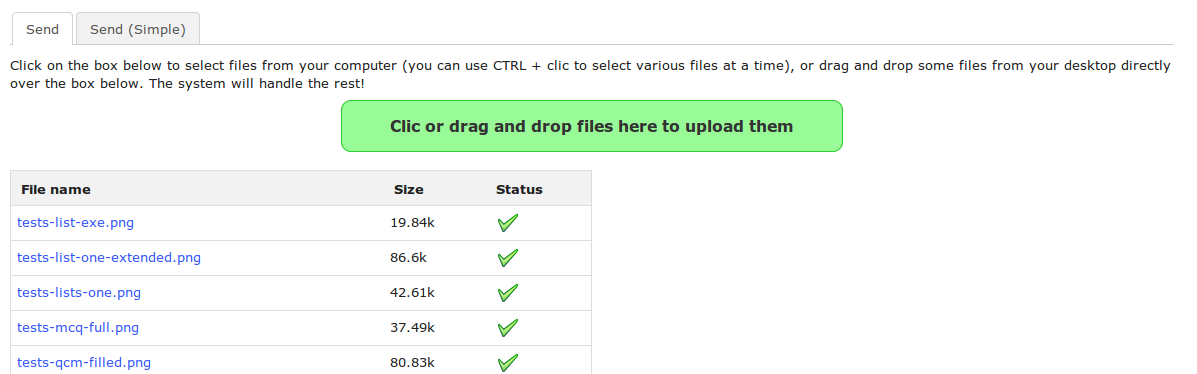 Send Send (Simple)
Click on the box below to select files from your computer (you can use CTRL + clic to select various files at a time), or drag and drop some files from your desktop directly
over the box below. The system will handle the rest!
Clic or drag and drop files here to upload them
File name Size Status
tests-list-exe.png 19.84k
tests-list-one-extended.png 86.6k
tests-lists-one.png 42.61k
tests-mcq-full.png 37.49k
tests-qcm-filled.png 80.83k